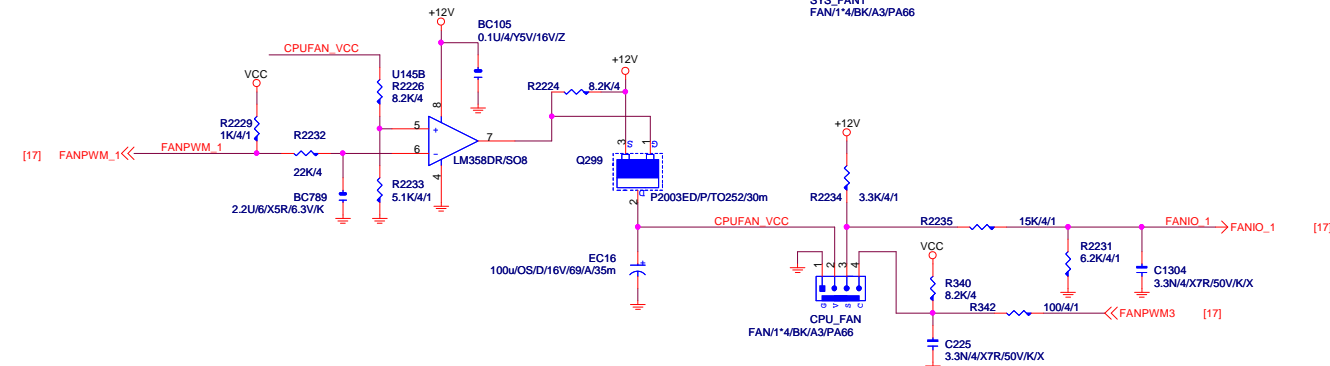 SYS_FAN1
FAN/1*4/BK/A3/PA66
+12V
BC105
0.1U/4/Y5V/16V/Z
CPUFAN_VCC
VCC
U145B
R2226
8.2K/4
R2229
1K/4/1
R2232
22K/4
[17]
FANPWM_1
FANPWM_1
BC789
2.2U/6/X5R/6.3V/K
R2233
5.1K/4/1
8
5
+
6
-
7
4
LM358DR/SO8
R2224
8.2K/4
+12V
3
S
1
G
Q299
D
2
P2003ED/P/TO252/30m
CPUFAN_VCC
EC16
100u/OS/D/16V/69/A/35m
+
+12V
R2234
3.3K/4/1
R2235
15K/4/1
FANIO_1
FANIO_1
[17]
R2231
6.2K/4/1
C1304
3.3N/4/X7R/50V/K/X
1
2
3
4
G
V
S
C
CPU_FAN
FAN/1*4/BK/A3/PA66
VCC
R340
8.2K/4
R342
100/4/1
FANPWM3
[17]
C225
3.3N/4/X7R/50V/K/X